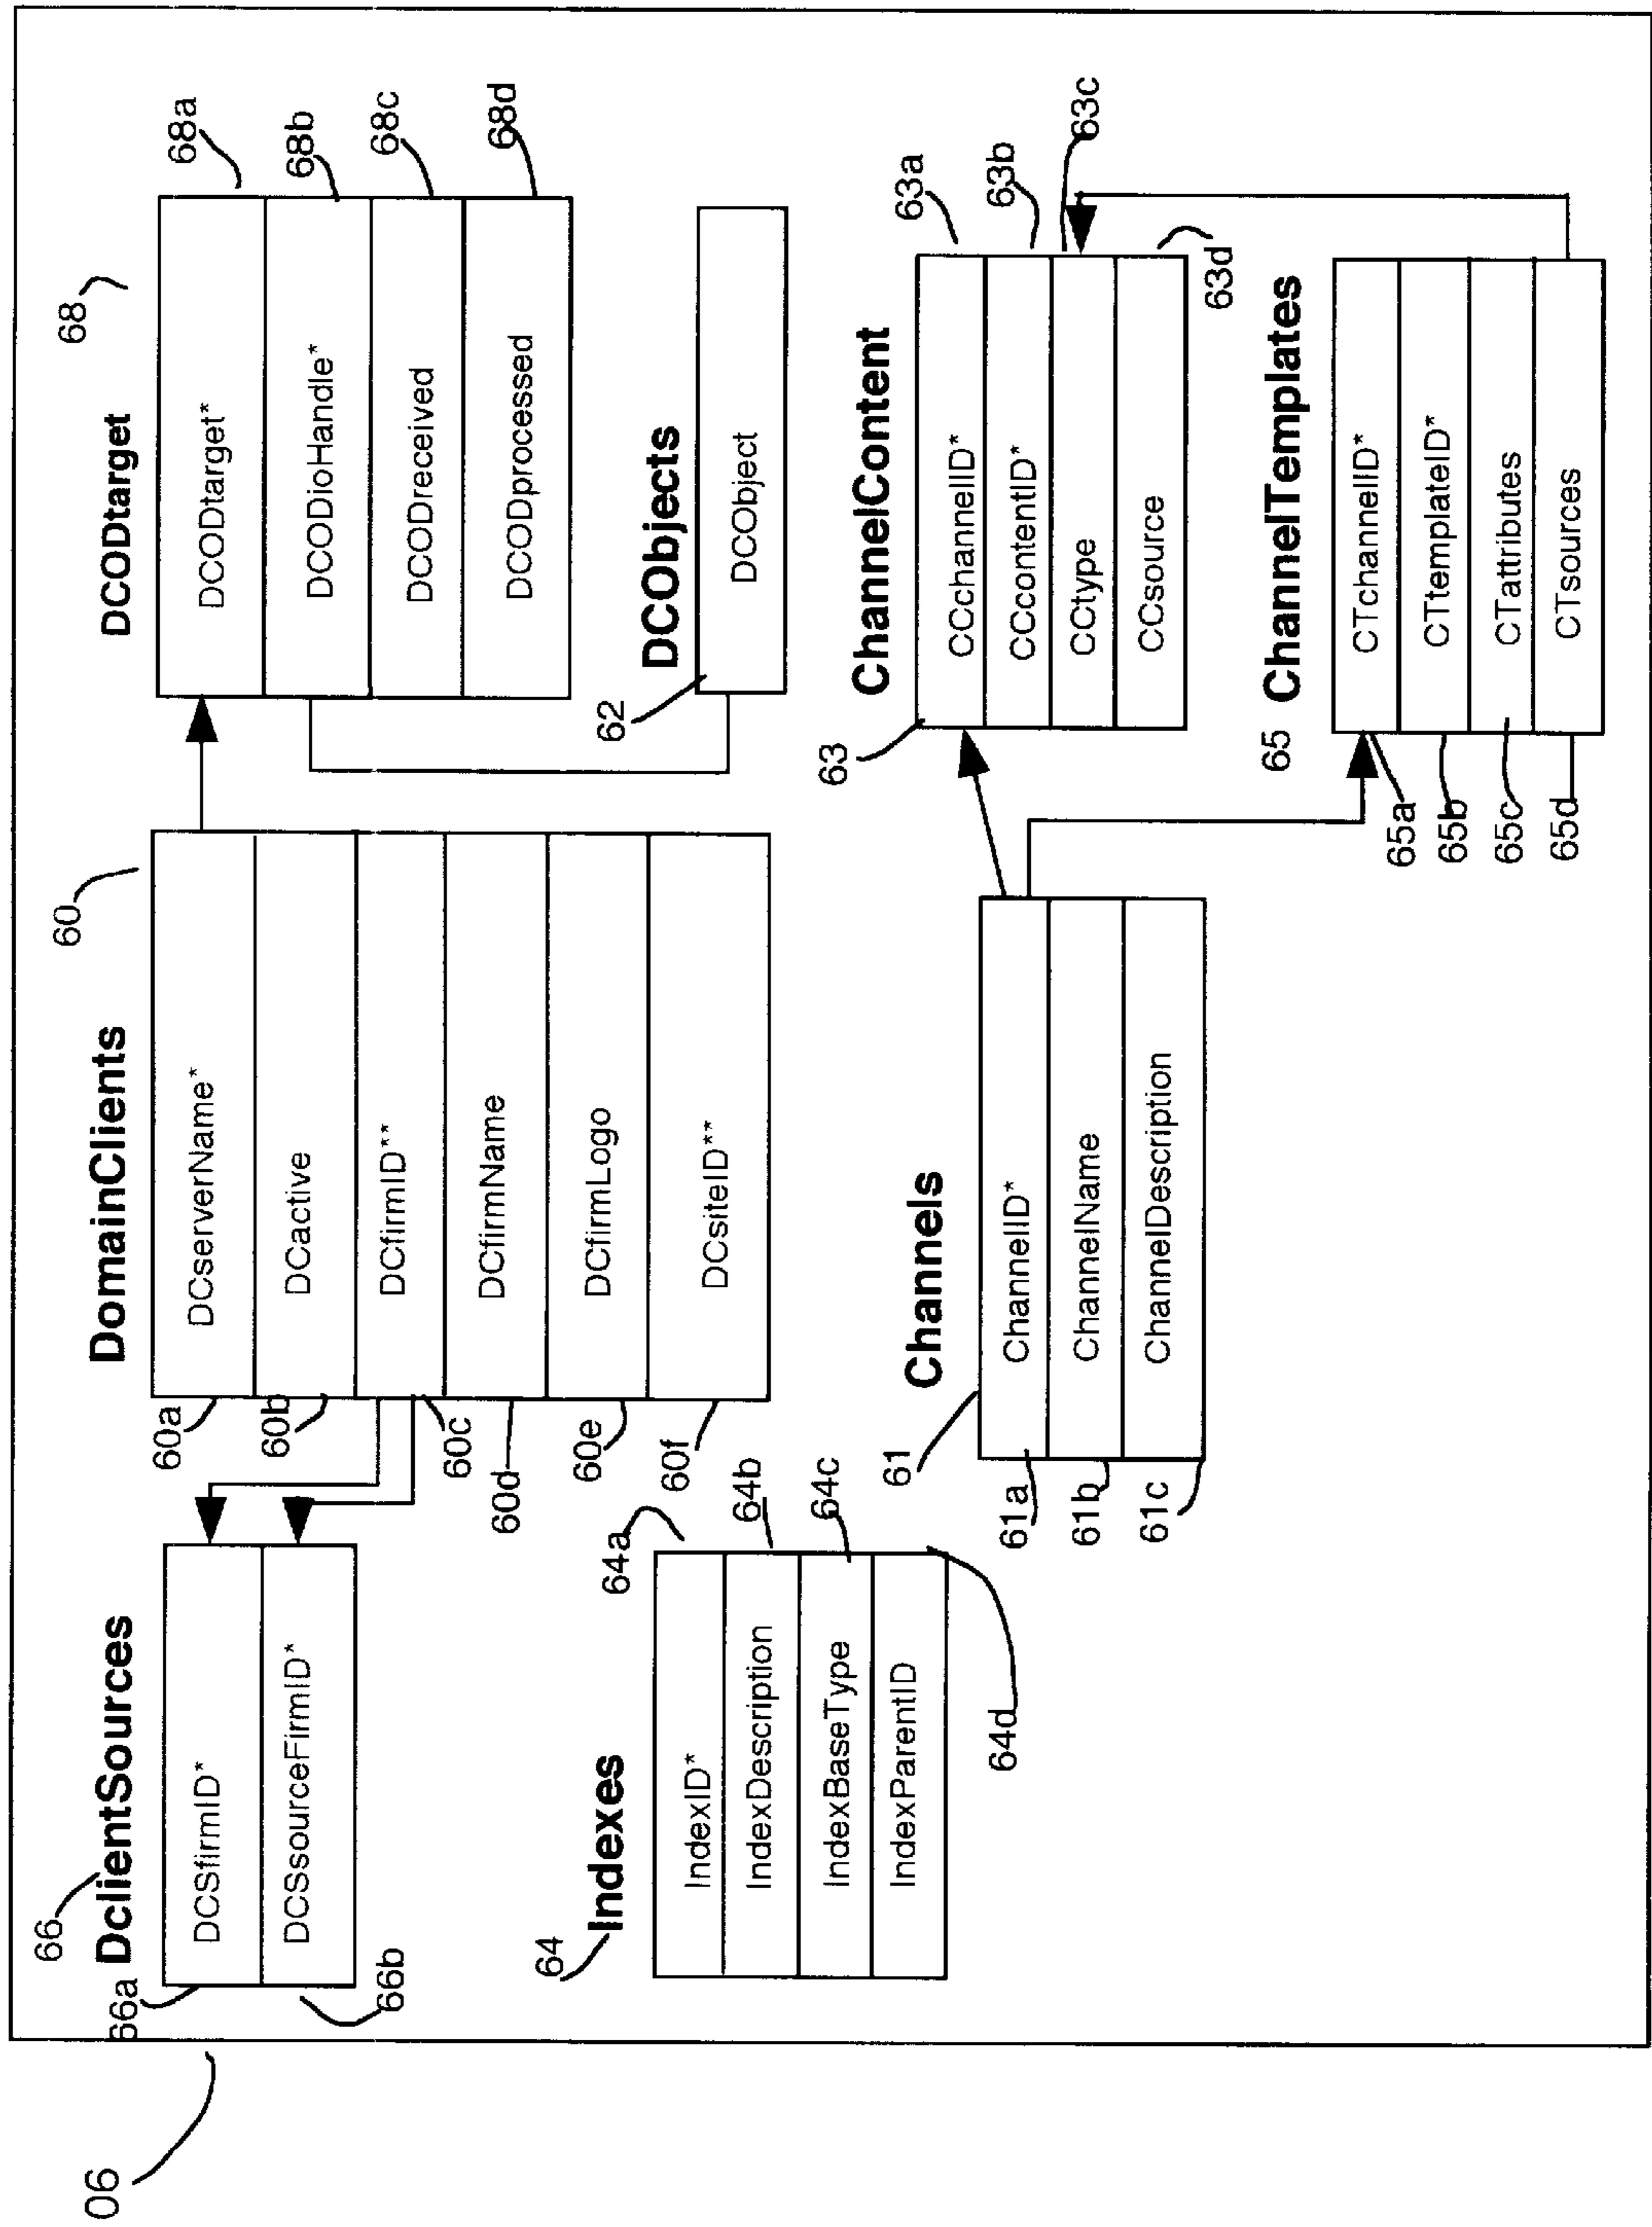 06
66
DclientSources
66a
DCSfirmID*
DCSsourceFirmID*
66b
DomainClients
60
DCserverName*
DCactive
DCfirmID**
DCfirmName
DCfirmLogo
DCsiteID**
60a
60b
60c
60d
60e
60f
DCODtarget
68
DCODtarget*
DCODioHandle*
DCODreceived
DCODprocessed
68a
68b
68c
68d
DCObjects
62
DCObject
64
Indexes
IndexID*
IndexDescription
IndexBaseType
IndexParentID
64a
64b
64c
64d
Channels
61
ChannelID*
ChannelName
ChannelDescription
61a
61b
61c
ChannelContent
63
CCchannelID*
CCcontentID*
CCtype
CCsource
63a
63b
63c
63d
65
ChannelTemplates
CTchannelID*
CTtemplateID*
CTattributes
CTsources
65a
65b
65c
65d